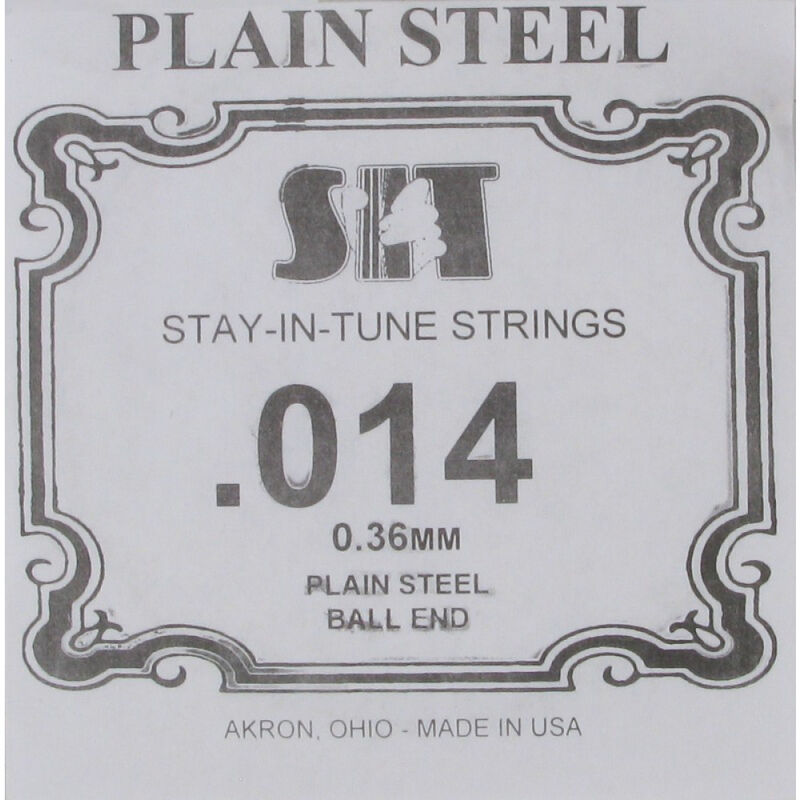 PLAIN STEEL
SIT
STAY-IN-TUNE STRINGS
.014
0.36MM
PLAIN STEEL
BALL END
AKRON, OHIO - MADE IN USA